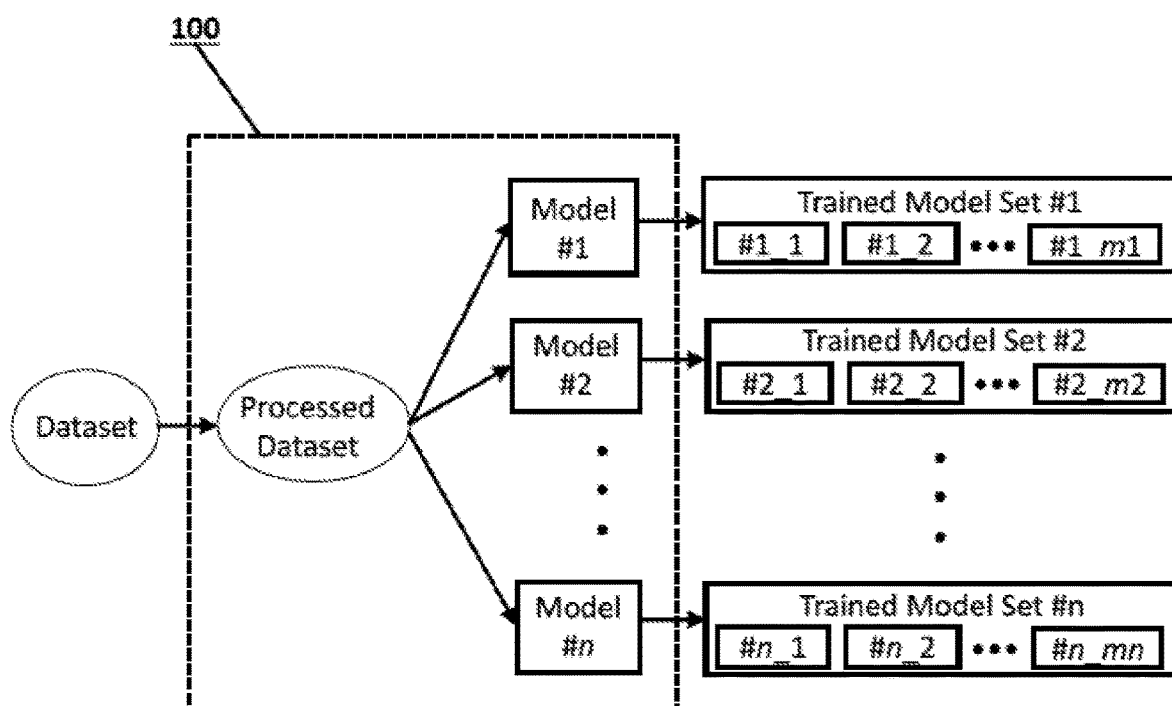 100
Model
#1
Trained Model Set #1
#1_1 #1_2 ••• #1_m1
Model
#2
Trained Model Set #2
#2_1 #2_2 ••• #2_m2
Dataset
Processed
Dataset
Model
#n
Trained Model Set #n
#n_1 #n_2 ••• #n_mn